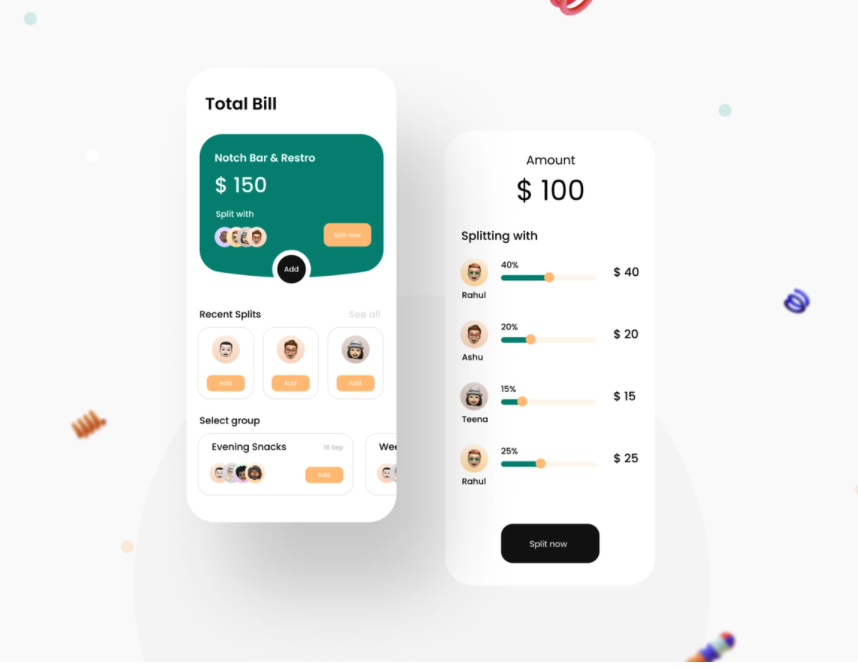 Total Bill
Notch Bar & Restro
$ 150
Split with
Split now
Add
Recent Splits
See all
Add
Add
Add
Select group
Evening Snacks
15 Sep
Add
Wee
Amount
$ 100
Splitting with
40%
$ 40
Rahul
20%
$ 20
Ashu
15%
$ 15
Teena
25%
$ 25
Rahul
Split now